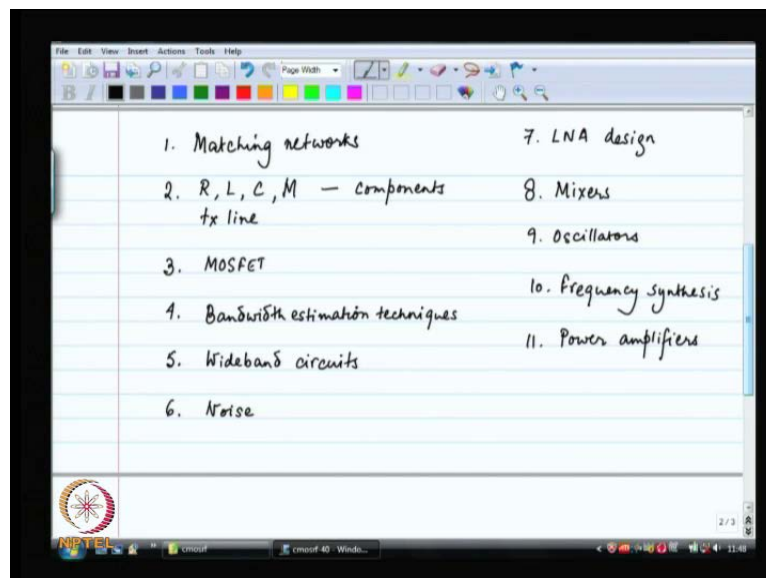 File Edit View Insert Actions Tools Help
Page Width
B I
1. Matching networks
2. R, L, C, M — components
tx line
3. MOSFET
4. Bandwidth estimation techniques
5. Wideband circuits
6. Noise
7. LNA design
8. Mixers
9. Oscillators
10. Frequency synthesis
11. Power amplifiers
2/3
NPTEL
cmosrf
cmosrf-40 - Windo...
11:48